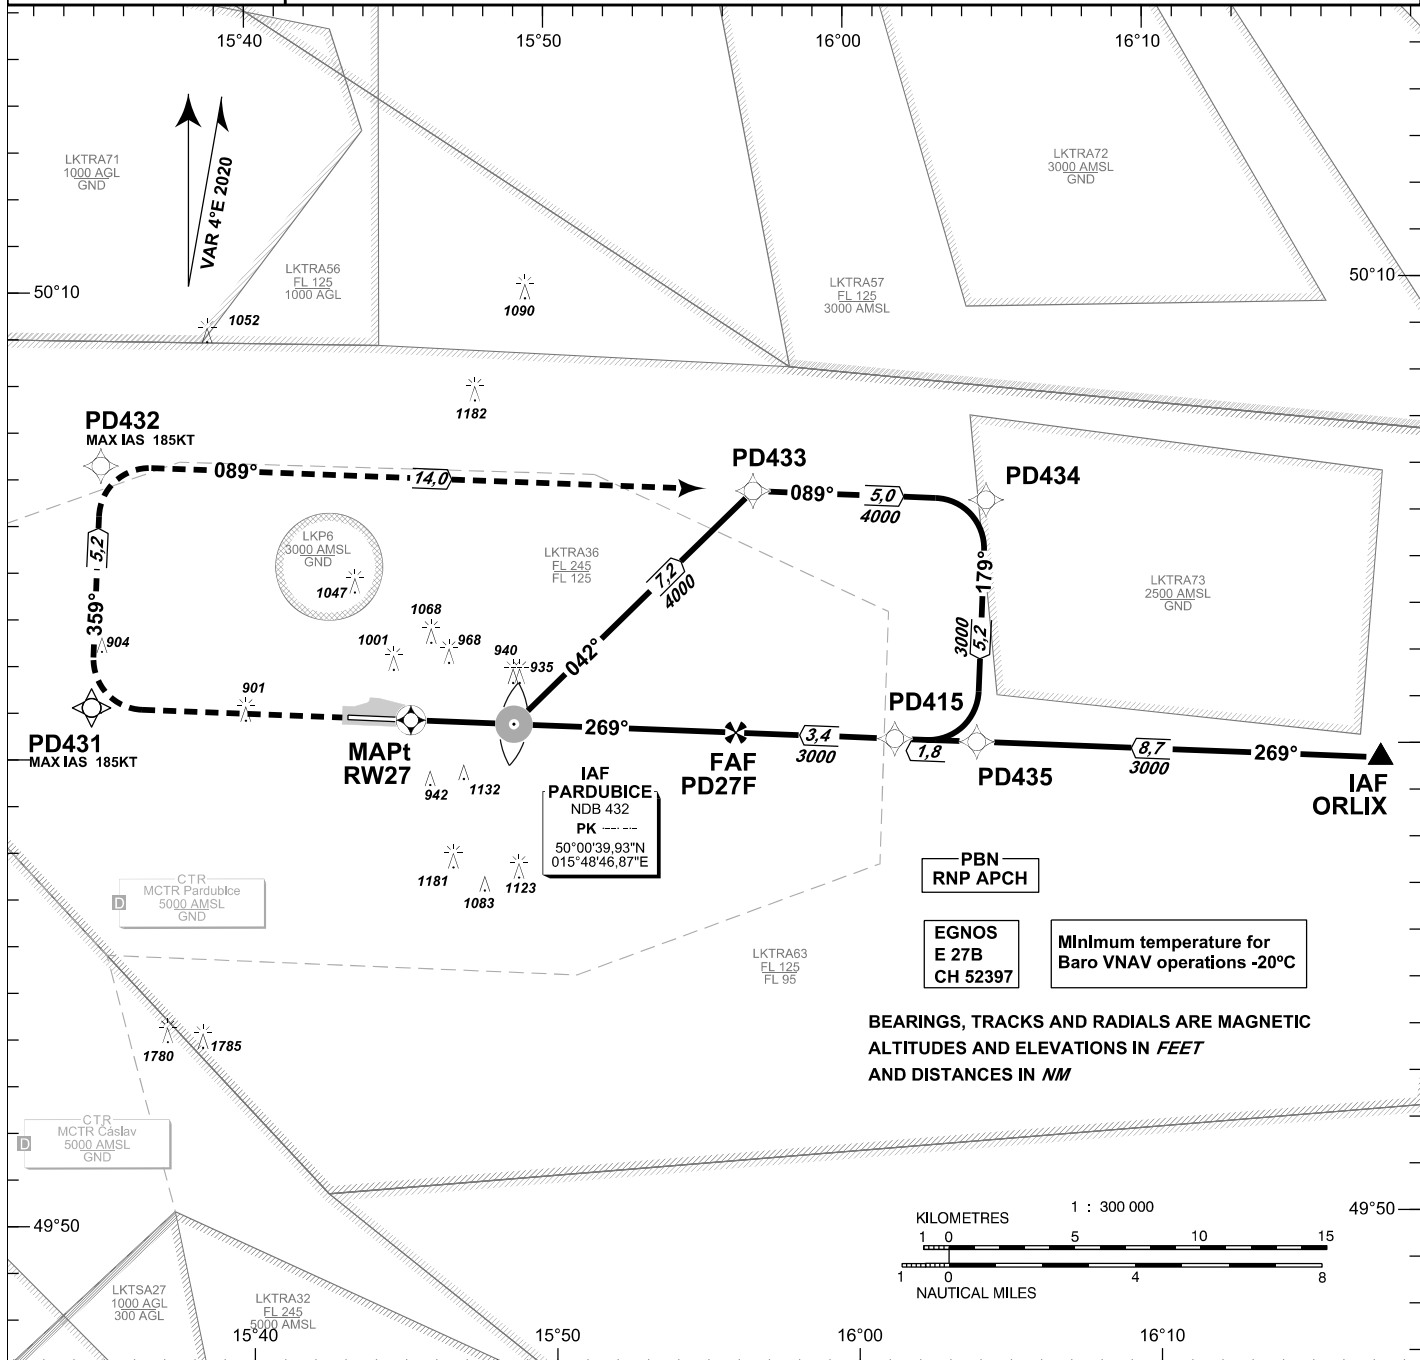 15°40
15°50
16°00
16°10
LKTRA71
1000 AGL
GND
VAR 4°E 2020
LKTRA72
3000 AMSL
GND
LKTRA56
FL 125
1000 AGL
LKTRA57
FL 125
3000 AMSL
50°10
50°10
1052
1090
1182
PD432
MAX IAS 185KT
089°
14,0
PD433
089°
5,0
4000
PD434
5,2
LKP6
3000 AMSL
GND
1047
LKTRA36
FL 245
FL 125
7,2
4000
179°
LKTRA73
2500 AMSL
GND
359°
904
1068
1001
968
940
935
042°
3000
5,2
901
PD415
PD431
MAX IAS 185KT
MAPt
RW27
269°
FAF
PD27F
3,4
3000
1,8
PD435
8,7
3000
269°
IAF
ORLIX
942
1132
IAF
PARDUBICE
NDB 432
PK ·--· -·-
50°00'39,93"N
015°48'46,87"E
1181
1083
1123
CTR
MCTR Pardubice
D
5000 AMSL
GND
PBN
RNP APCH
EGNOS
E 27B
CH 52397
Minimum temperature for
Baro VNAV operations -20ºC
LKTRA63
FL 125
FL 95
1780
1785
BEARINGS, TRACKS AND RADIALS ARE MAGNETIC
ALTITUDES AND ELEVATIONS IN FEET
AND DISTANCES IN NM
CTR
MCTR Čáslav
D
5000 AMSL
GND
49°50
49°50
1 : 300 000
KILOMETRES
1 0 5 10 15
1 0 4 8
NAUTICAL MILES
LKTSA27
1000 AGL
300 AGL
LKTRA32
FL 245
5000 AMSL
15°40
15°50
16°00
16°10